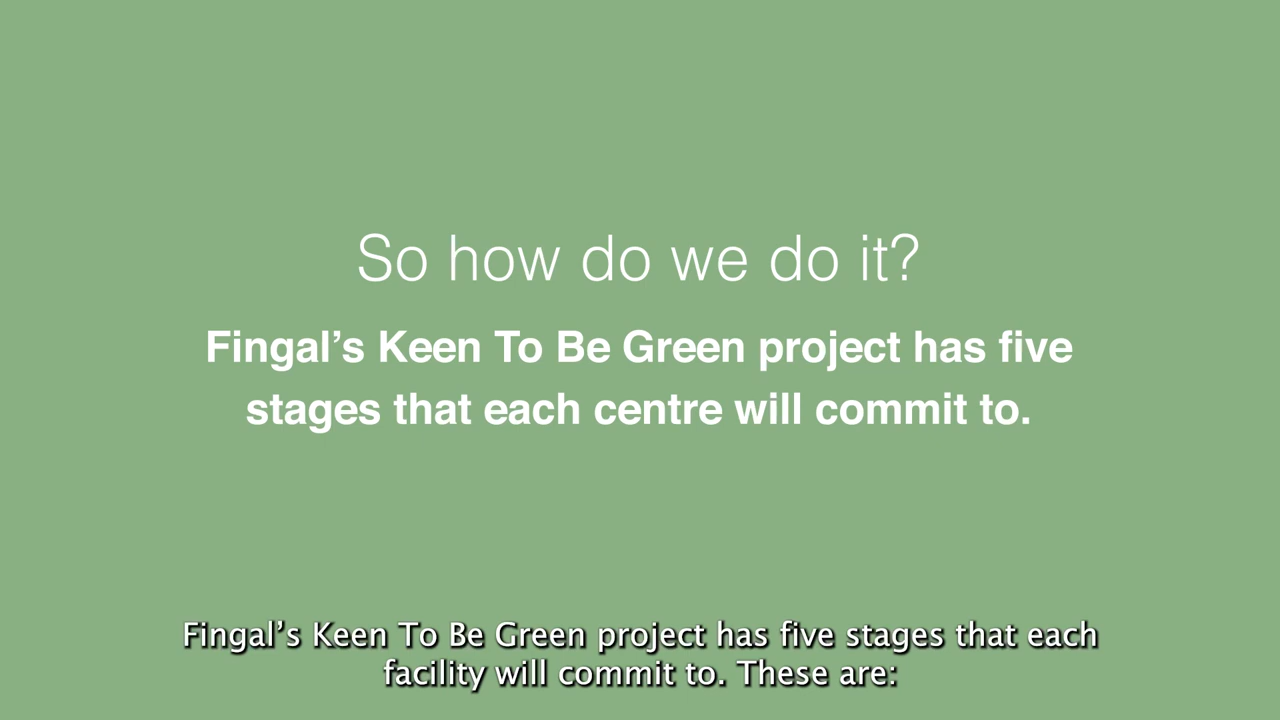 So how do we do it?
Fingal’s Keen To Be Green project has five
stages that each centre will commit to.
Fingal’s Keen To Be Green project has five stages that each
facility will commit to. These are: